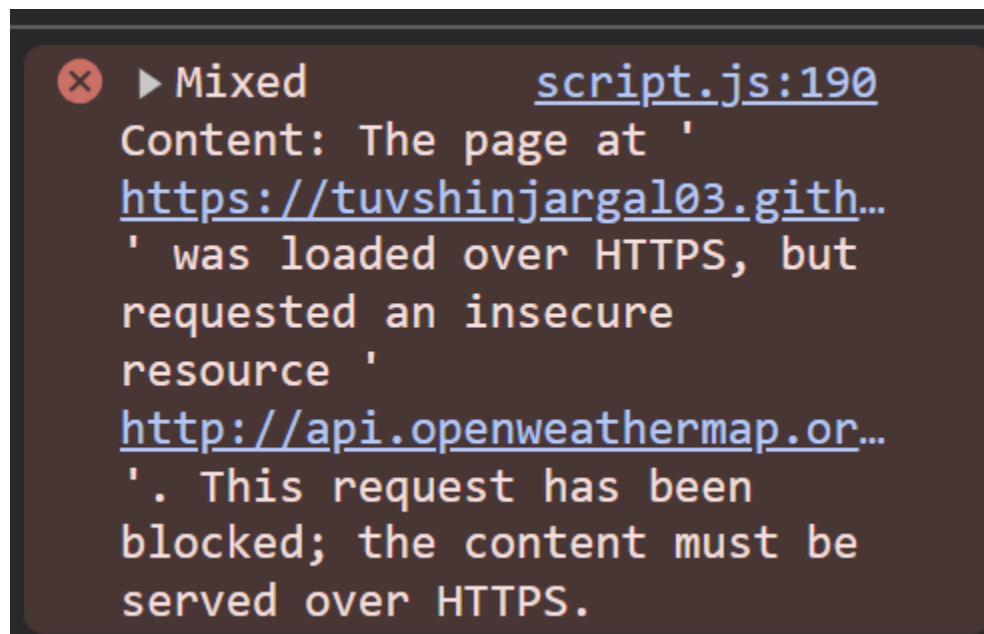 Mixed script.js:190
Content: The page at '
https://tuvshinjargal03.gith…
' was loaded over HTTPS, but
requested an insecure
resource '
http://api.openweathermap.or…
'. This request has been
blocked; the content must be
served over HTTPS.